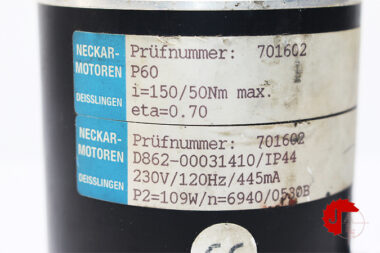 NECKAR-
MOTOREN
DEISSLINGEN
Prüfnummer: 701602
P60
i=150/50Nm max.
eta=0.70
NECKAR-
MOTOREN
DEISSLINGEN
Prüfnummer: 701602
D862-00031410/IP44
230V/120Hz/445mA
P2=109W/n=6940/0530B